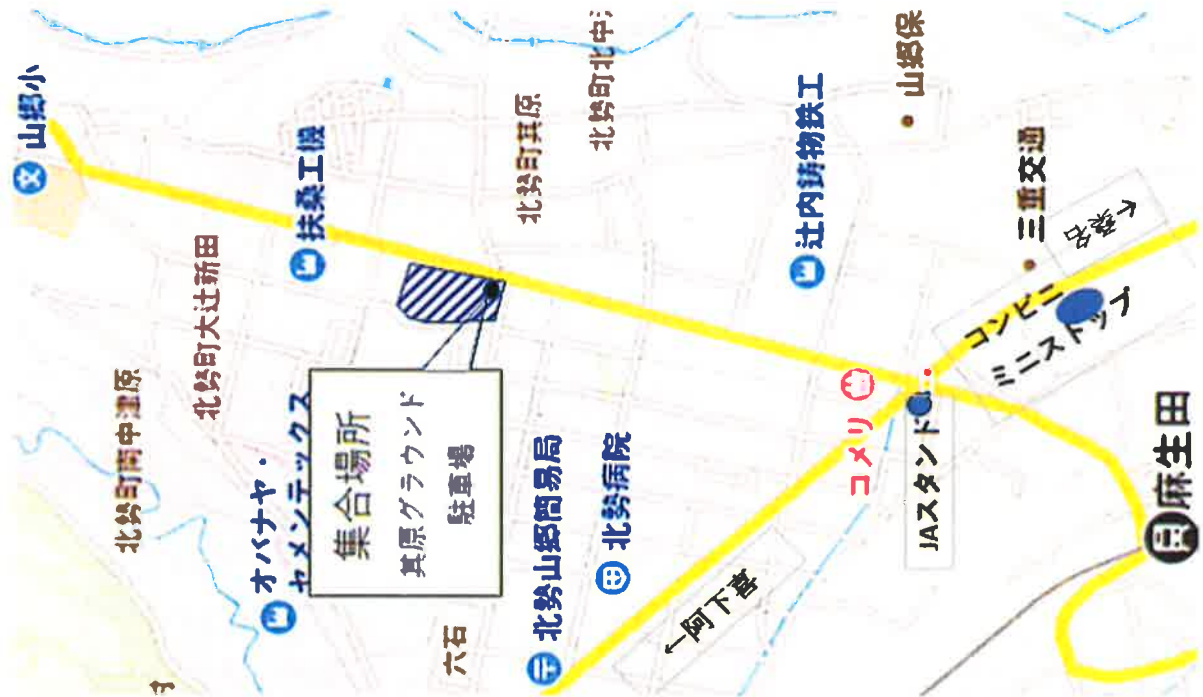 山郷小
北勢町南中津原
北勢町大辻新田
扶桑工機
北勢町其原
北勢町北中
オバナヤ・
セメンテックス
集合場所
其原グラウンド
駐車場
六石
北勢山郷簡易局
北勢病院
辻内鋳物鉄工
山郷保
三重交通
←桑名
コンビニ
ミニストップ
コメリ
JAスタンド
←阿下喜
麻生田